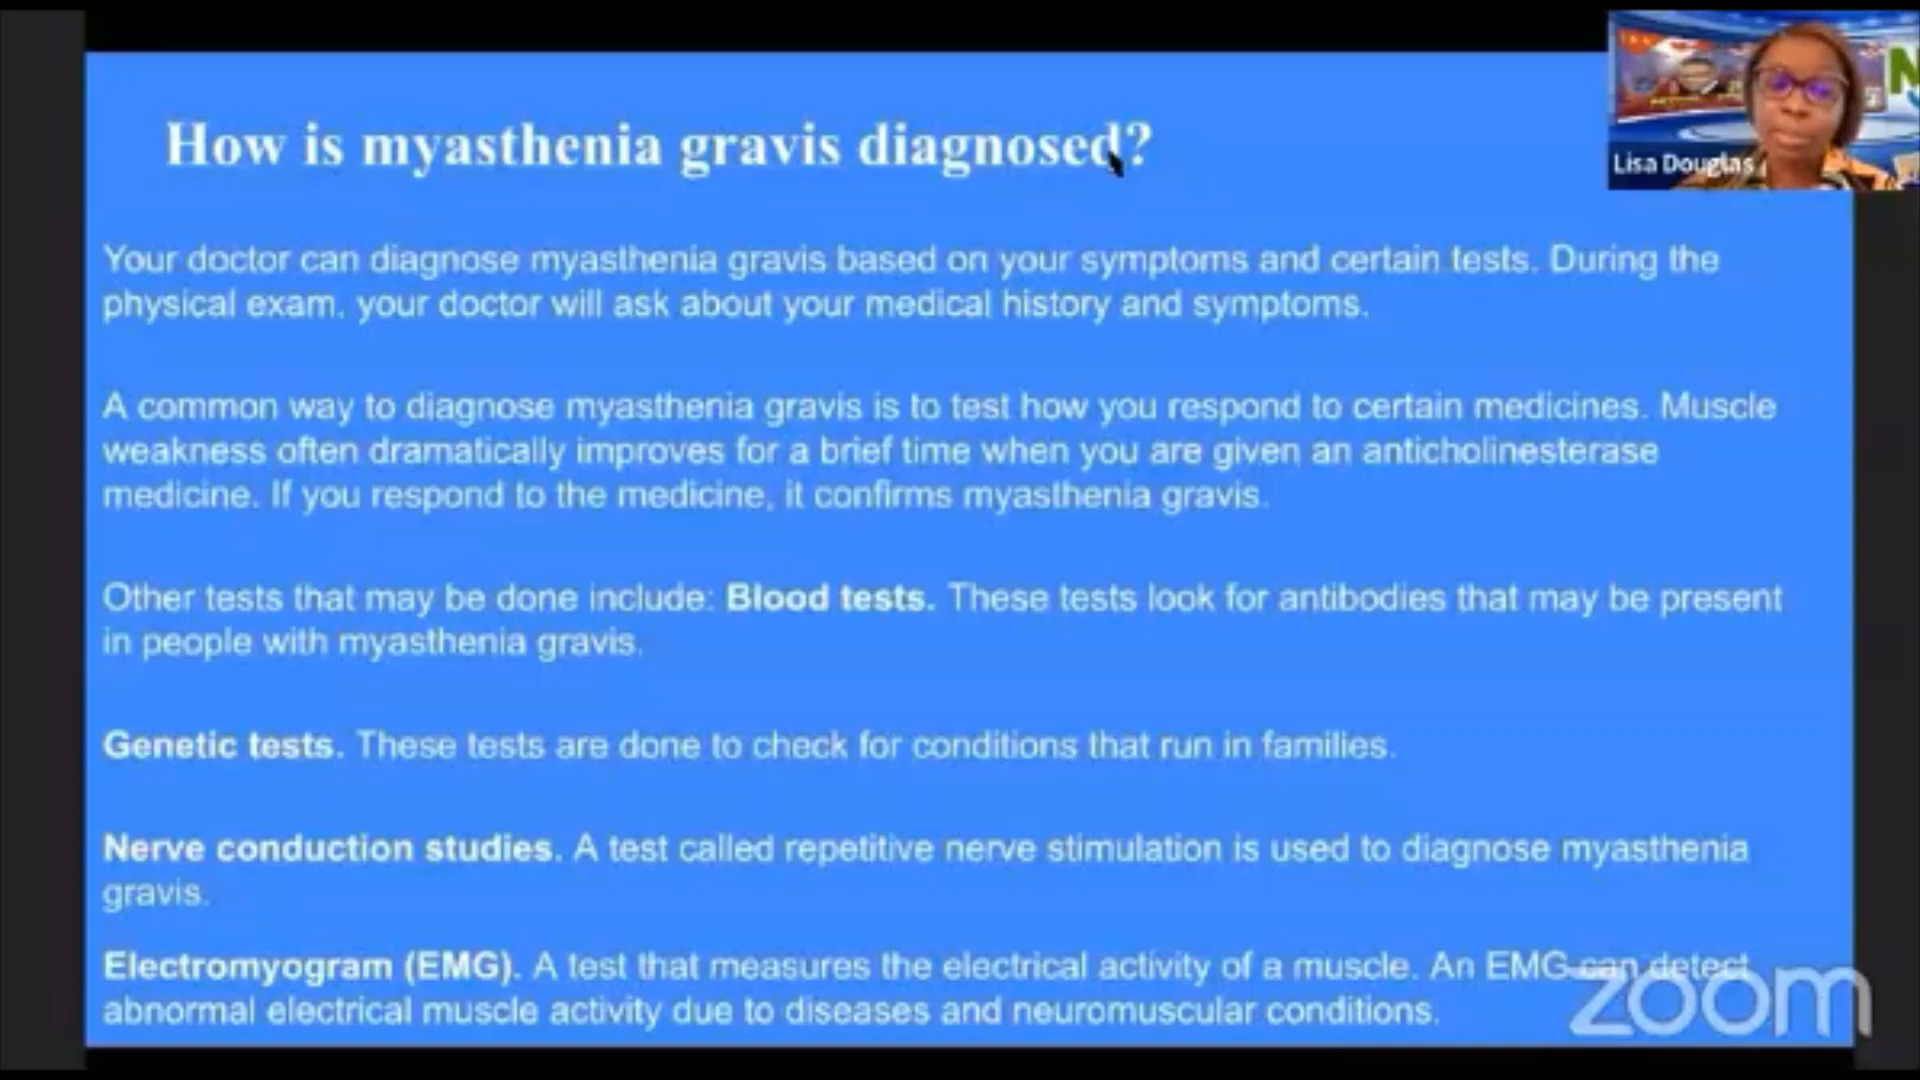 How is myasthenia gravis diagnosed?
Lisa Douglas
Your doctor can diagnose myasthenia gravis based on your symptoms and certain tests. During the
physical exam, your doctor will ask about your medical history and symptoms.
A common way to diagnose myasthenia gravis is to test how you respond to certain medicines. Muscle
weakness often dramatically improves for a brief time when you are given an anticholinesterase
medicine. If you respond to the medicine, it confirms myasthenia gravis.
Other tests that may be done include: Blood tests. These tests look for antibodies that may be present
in people with myasthenia gravis.
Genetic tests. These tests are done to check for conditions that run in families.
Nerve conduction studies. A test called repetitive nerve stimulation is used to diagnose myasthenia
gravis.
Electromyogram (EMG). A test that measures the electrical activity of a muscle. An EMG can detect
abnormal electrical muscle activity due to diseases and neuromuscular conditions.
zoom